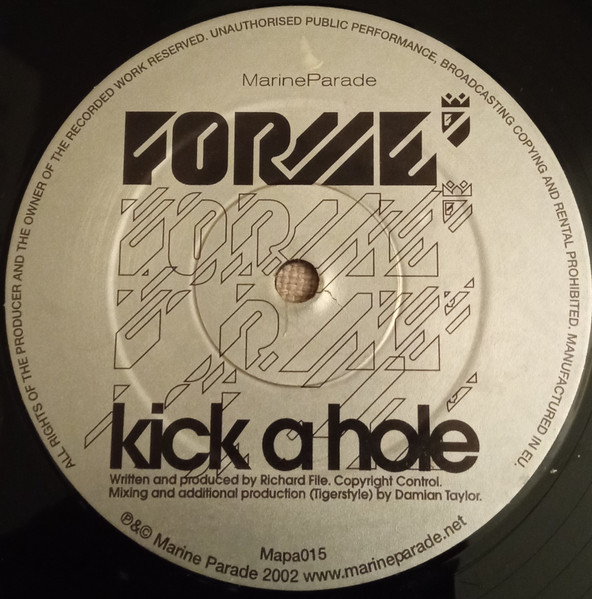 ALL RIGHTS OF THE PRODUCER AND THE OWNER OF THE RECORDED WORK RESERVED. UNAUTHORISED PUBLIC PERFORMANCE, BROADCASTING COPYING AND RENTAL PROHIBITED. MANUFACTURED IN EU.
MarineParade
FORME
FORME
FORME
kick a hole
Written and produced by Richard File. Copyright Control.
Mixing and additional production (Tigerstyle) by Damian Taylor.
Mapa015
℗&© Marine Parade 2002 www.marineparade.net